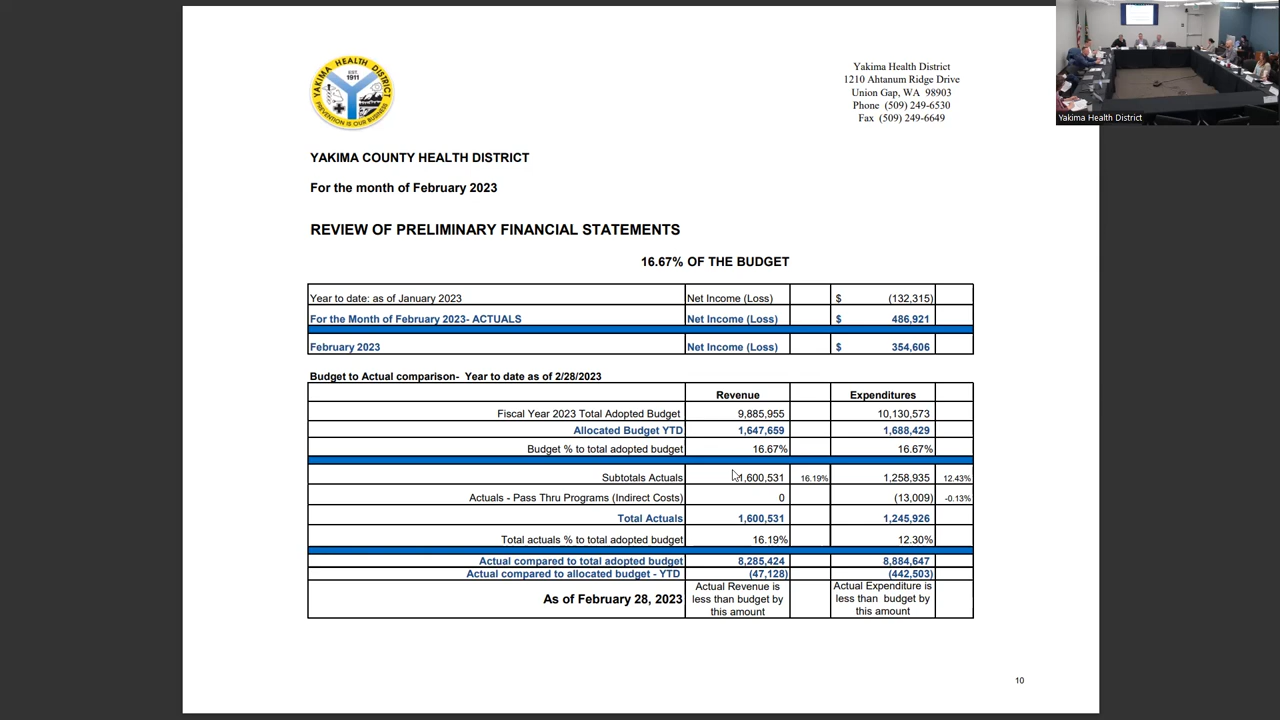 YAKIMA HEALTH DISTRICT
EST.
1911
PREVENTION IS OUR BUSINESS
Yakima Health District
1210 Ahtanum Ridge Drive
Union Gap, WA 98903
Phone (509) 249-6530
Fax (509) 249-6649
Yakima Health District
YAKIMA COUNTY HEALTH DISTRICT
For the month of February 2023
REVIEW OF PRELIMINARY FINANCIAL STATEMENTS
16.67% OF THE BUDGET
Year to date: as of January 2023 Net Income (Loss) $ (132,315)
For the Month of February 2023- ACTUALS Net Income (Loss) $ 486,921
February 2023 Net Income (Loss) $ 354,606
Budget to Actual comparison- Year to date as of 2/28/2023
Revenue Expenditures
Fiscal Year 2023 Total Adopted Budget 9,885,955 10,130,573
Allocated Budget YTD 1,647,659 1,688,429
Budget % to total adopted budget 16.67% 16.67%
Subtotals Actuals 1,600,531 16.19% 1,258,935 12.43%
Actuals - Pass Thru Programs (Indirect Costs) 0 (13,009) -0.13%
Total Actuals 1,600,531 1,245,926
Total actuals % to total adopted budget 16.19% 12.30%
Actual compared to total adopted budget 8,285,424 8,884,647
Actual compared to allocated budget - YTD (47,128) (442,503)
As of February 28, 2023
Actual Revenue is
less than budget by
this amount
Actual Expenditure is
less than budget by
this amount
10